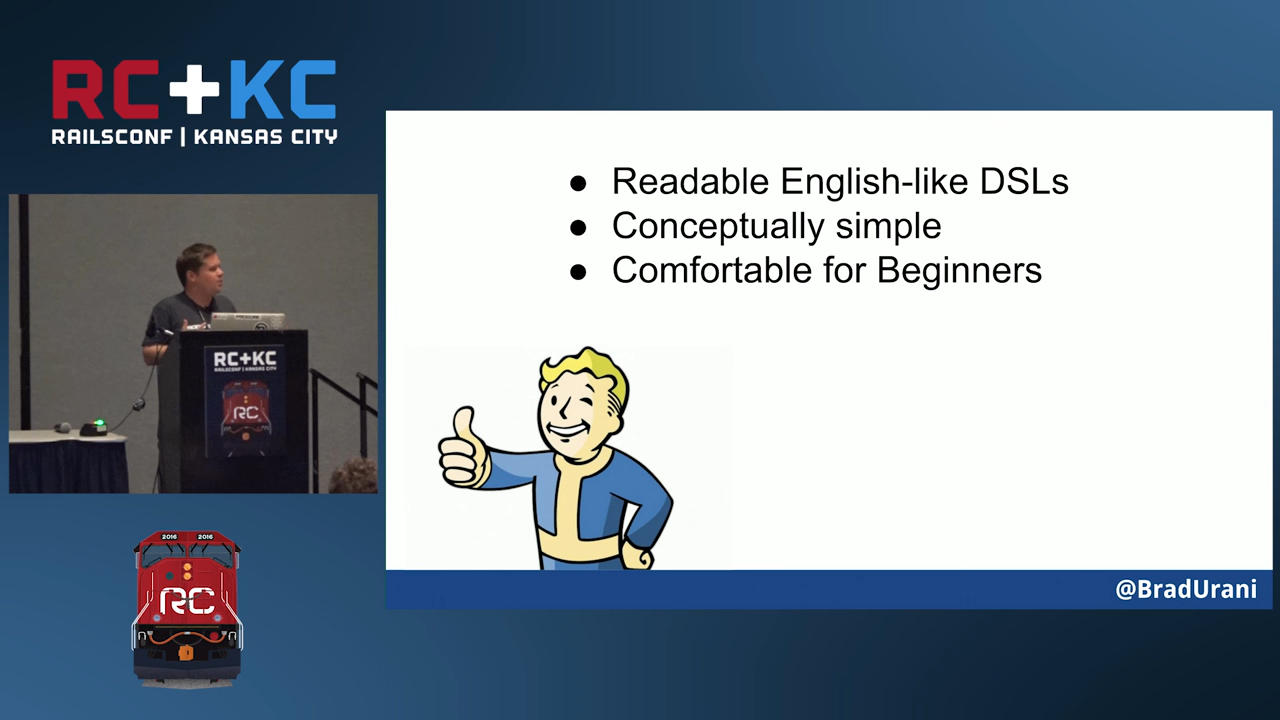 RC+KC
RAILSCONF | KANSAS CITY
● Readable English-like DSLs
● Conceptually simple
● Comfortable for Beginners
@BradUrani
RC+KC
RAILSCONF | KANSAS CITY
RC
2016 2016
RC